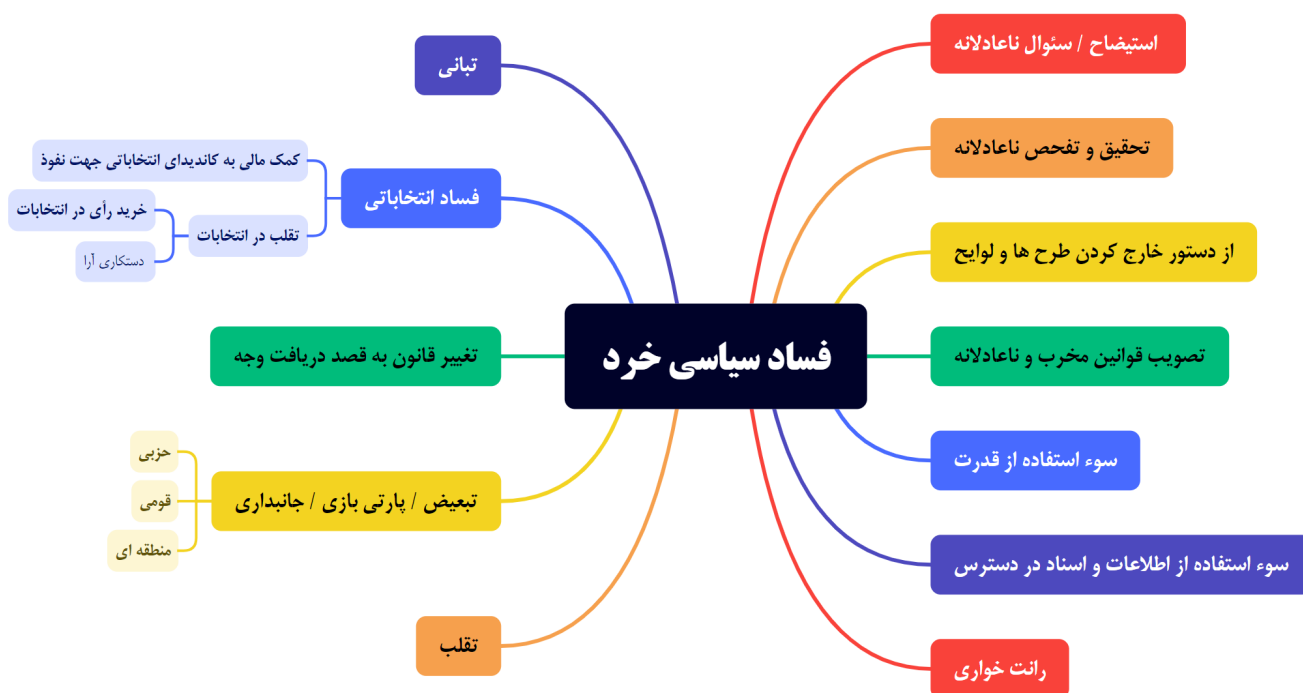 فساد سیاسی خرد
استیضاح / سئوال ناعادلانه
تحقیق و تفحص ناعادلانه
از دستور خارج کردن طرح ها و لوایح
تصویب قوانین مخرب و ناعادلانه
سوء استفاده از قدرت
سوء استفاده از اطلاعات و اسناد در دسترس
رانت خواری
تبانی
فساد انتخاباتی
کمک مالی به کاندیدای انتخاباتی جهت نفوذ
تقلب در انتخابات
خرید رأی در انتخابات
دستکاری آرا
تغییر قانون به قصد دریافت وجه
تبعیض / پارتی بازی / جانبداری
حزبی
قومی
منطقه ای
تقلب